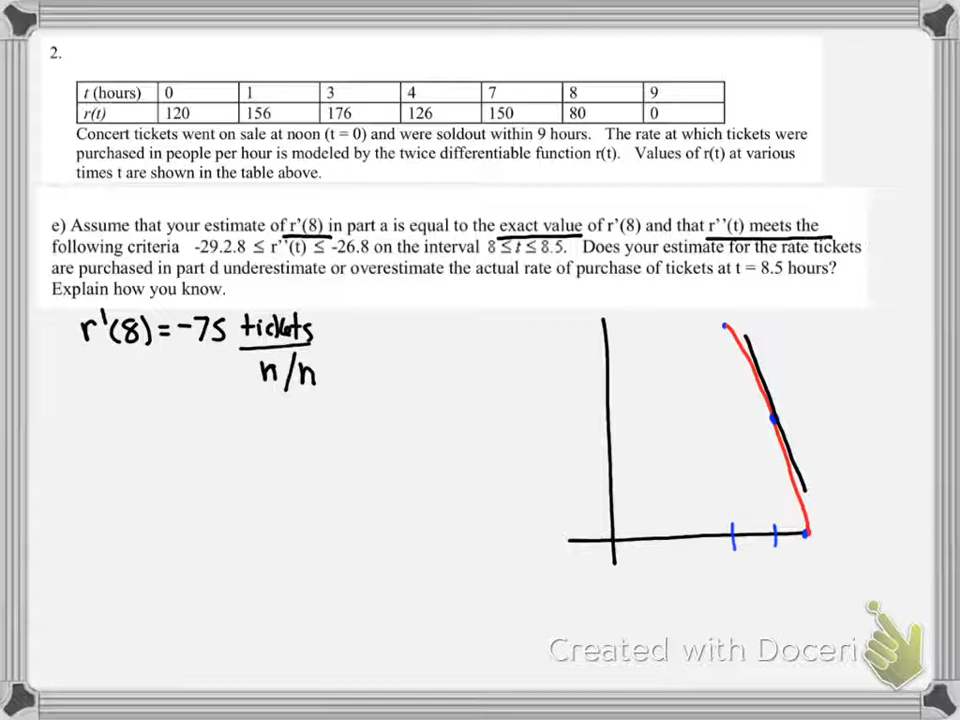 2.
t (hours) 0 1 3 4 7 8 9
r(t) 120 156 176 126 150 80 0
Concert tickets went on sale at noon (t = 0) and were soldout within 9 hours. The rate at which tickets were
purchased in people per hour is modeled by the twice differentiable function r(t). Values of r(t) at various
times t are shown in the table above.
e) Assume that your estimate of r'(8) in part a is equal to the exact value of r'(8) and that r''(t) meets the
following criteria -29.2.8 ≤ r''(t) ≤ -26.8 on the interval 8 ≤ t ≤ 8.5. Does your estimate for the rate tickets
are purchased in part d underestimate or overestimate the actual rate of purchase of tickets at t = 8.5 hours?
Explain how you know.
r'(8) = -75 tickets
h/h
Created with Doceri